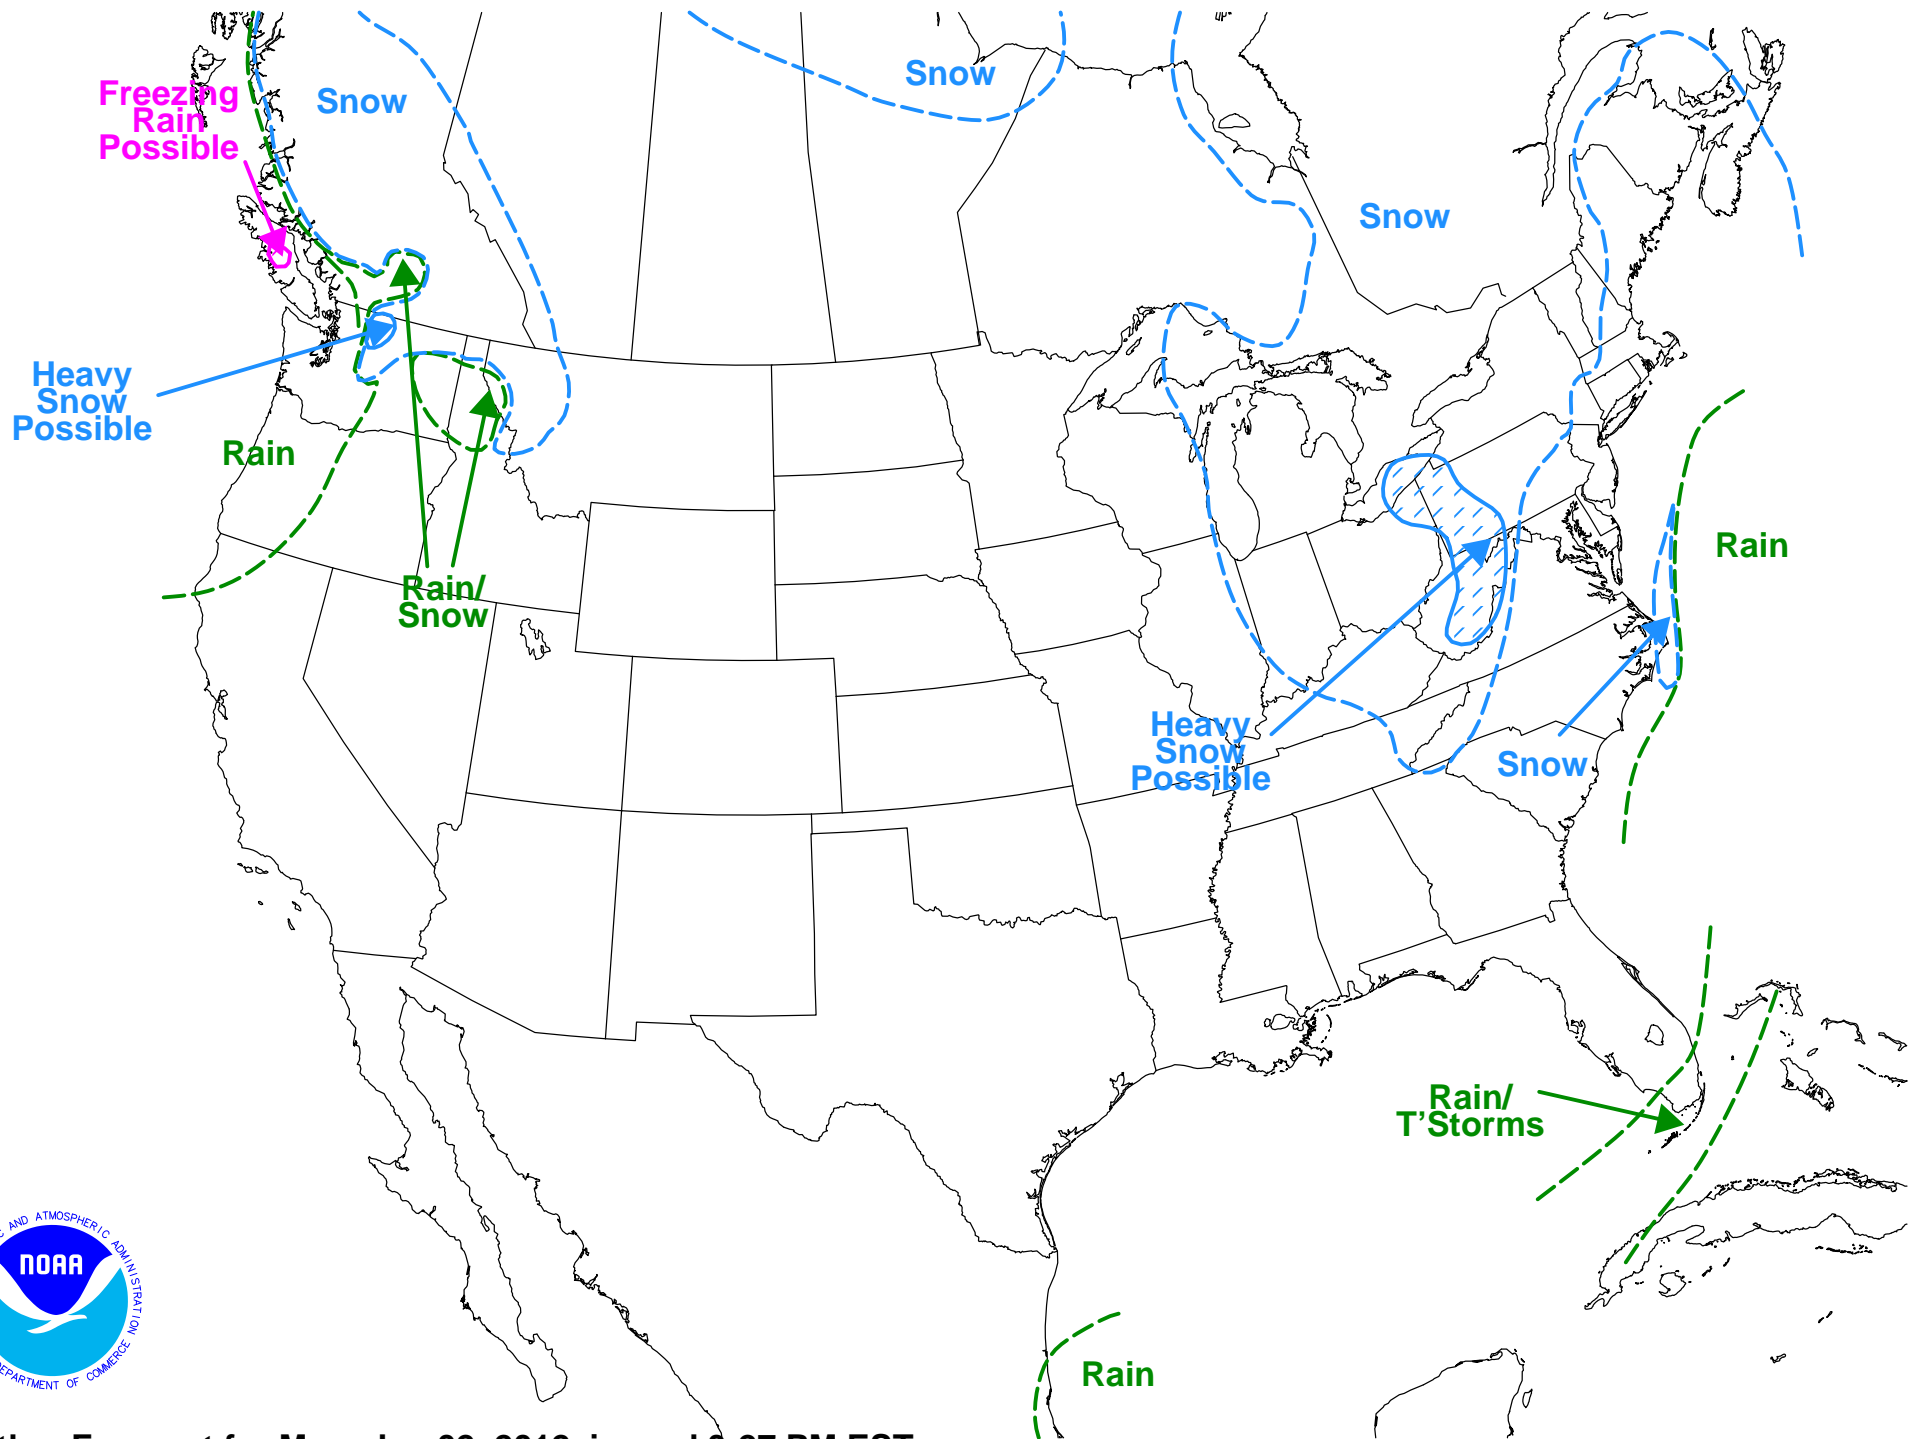 Freezing
Rain
Possible
Snow
Snow
Snow
Heavy
Snow
Possible
Rain
Rain/
Snow
Rain
Heavy
Snow
Possible
Snow
Rain/
T'Storms
Rain
AND ATMOSPHERIC ADMINISTRATION
NOAA
DEPARTMENT OF COMMERCE